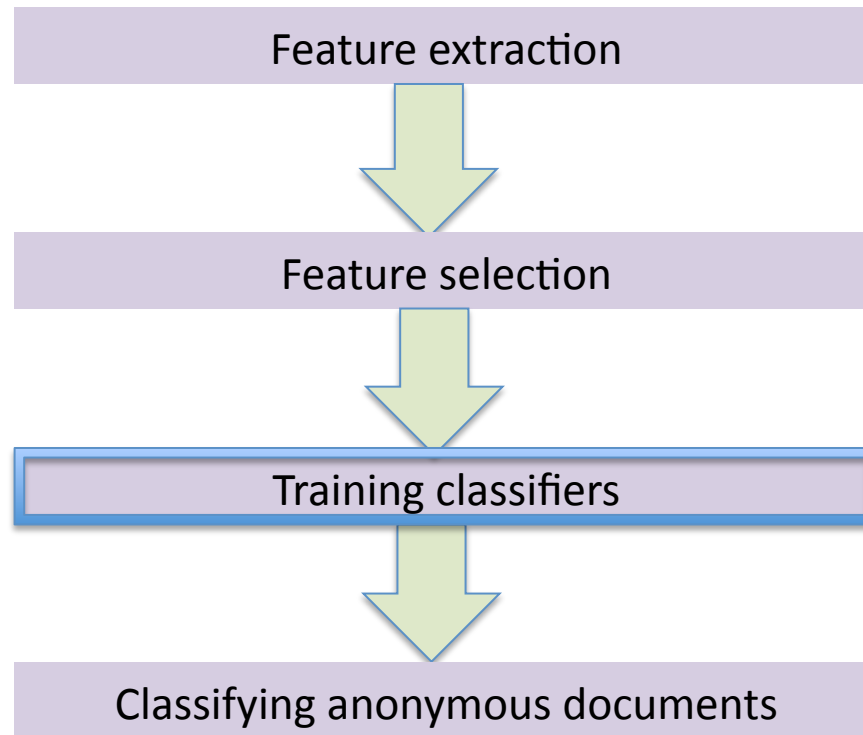 Feature extraction
Feature selection
Training classifiers
Classifying anonymous documents